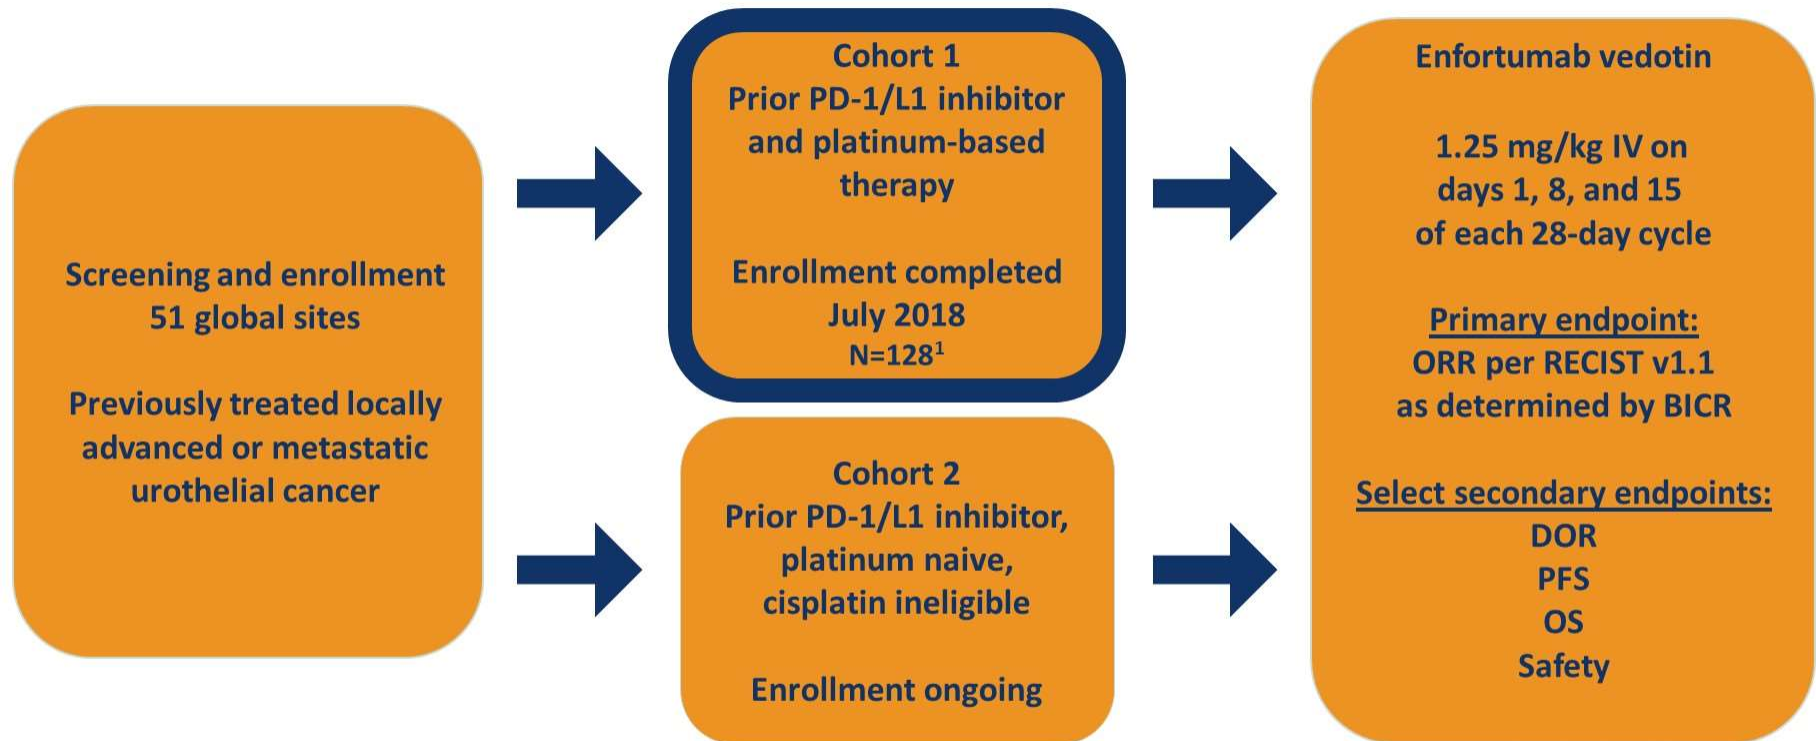 Screening and enrollment
51 global sites
Previously treated locally
advanced or metastatic
urothelial cancer
Cohort 1
Prior PD-1/L1 inhibitor
and platinum-based
therapy
Enrollment completed
July 2018
N=128¹
Cohort 2
Prior PD-1/L1 inhibitor,
platinum naive,
cisplatin ineligible
Enrollment ongoing
Enfortumab vedotin
1.25 mg/kg IV on
days 1, 8, and 15
of each 28-day cycle
Primary endpoint:
ORR per RECIST v1.1
as determined by BICR
Select secondary endpoints:
DOR
PFS
OS
Safety